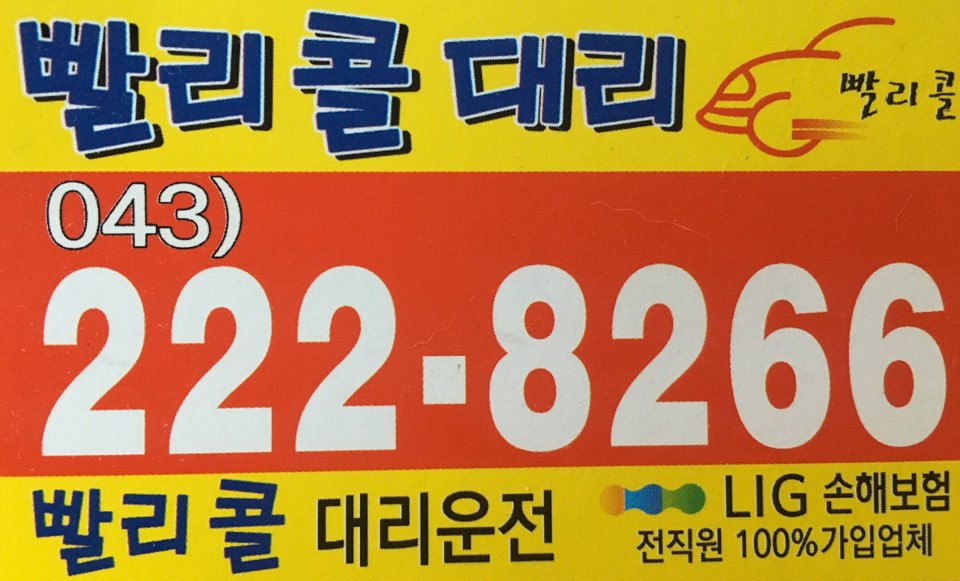 빨리콜대리
빨리콜
043)
222-8266
빨리콜 대리운전
LIG 손해보험
전직원 100%가입업체